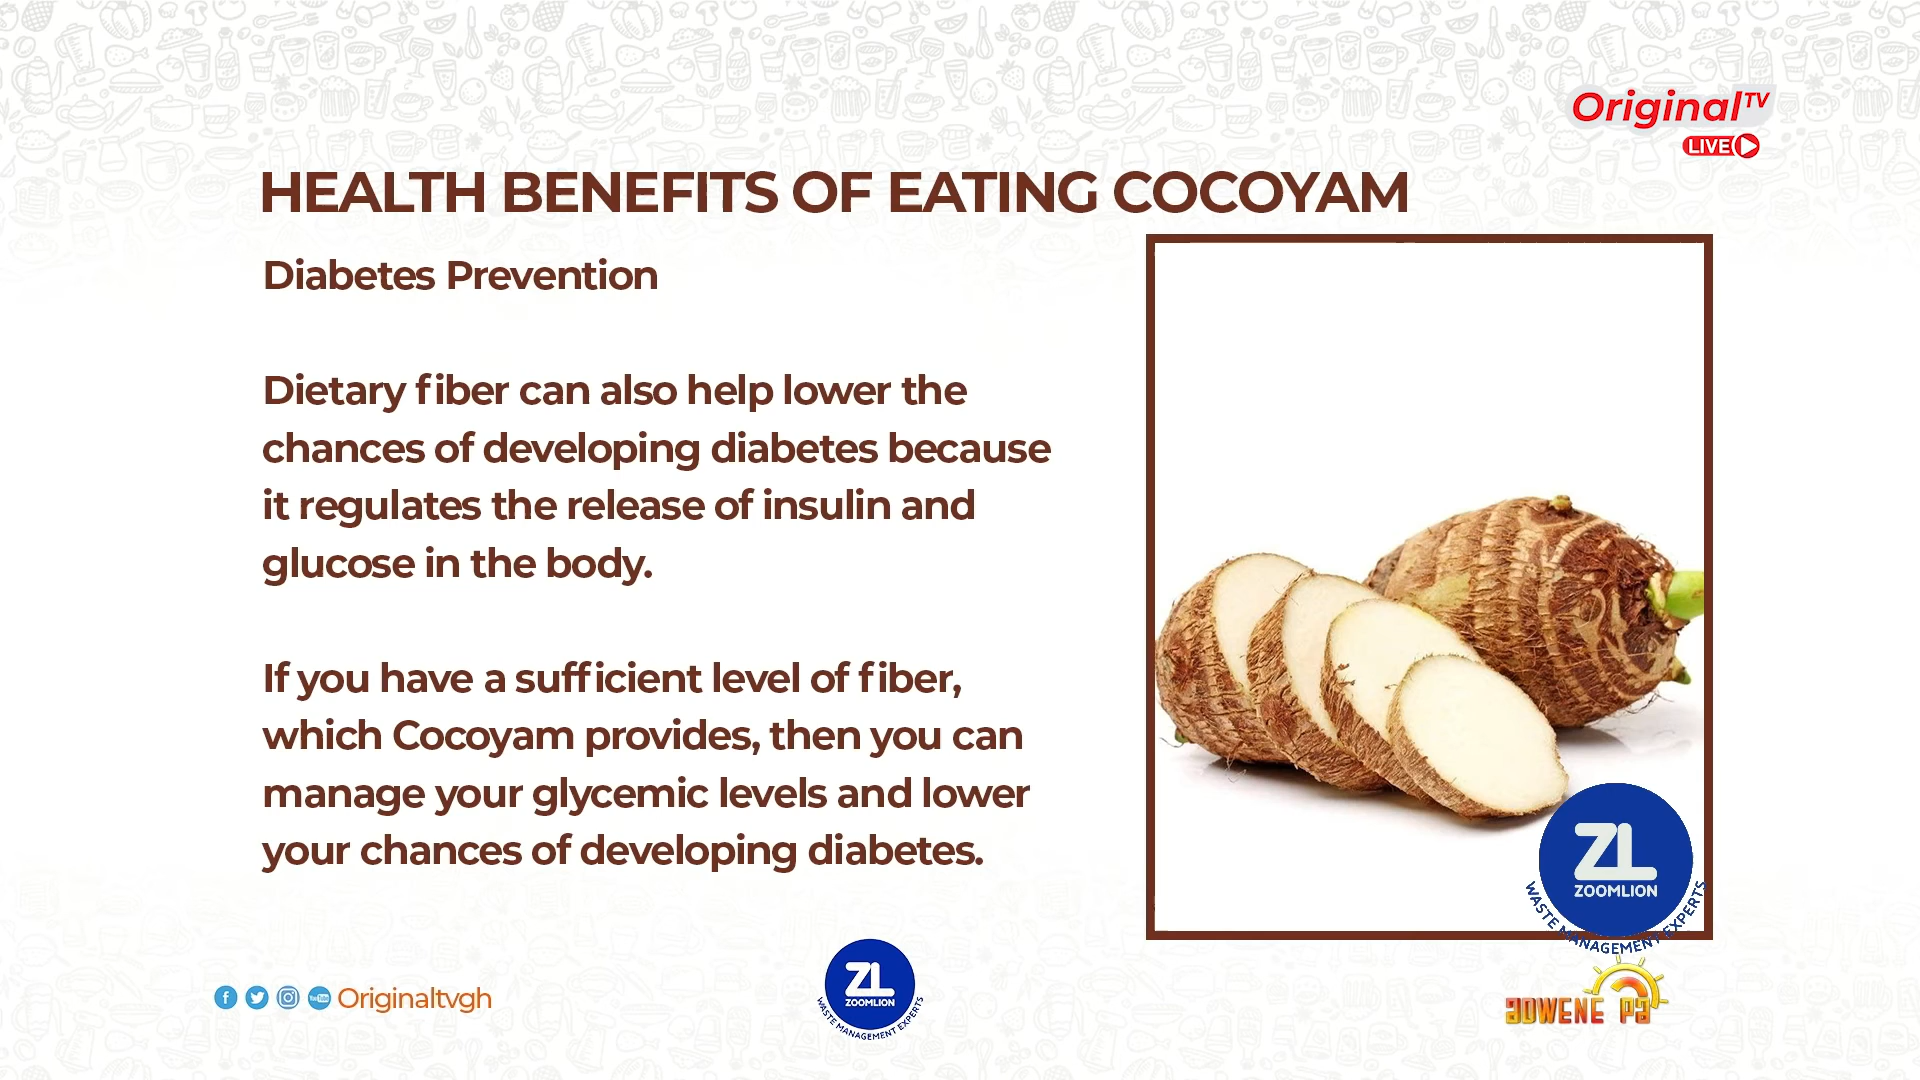 Original TV
LIVE
HEALTH BENEFITS OF EATING COCOYAM
Diabetes Prevention
Dietary fiber can also help lower the
chances of developing diabetes because
it regulates the release of insulin and
glucose in the body.
If you have a sufficient level of fiber,
which Cocoyam provides, then you can
manage your glycemic levels and lower
your chances of developing diabetes.
ZL
ZOOMLION
WASTE MANAGEMENT EXPERTS
Originaltvgh
ZL
ZOOMLION
WASTE MANAGEMENT EXPERTS
ADWENE PA